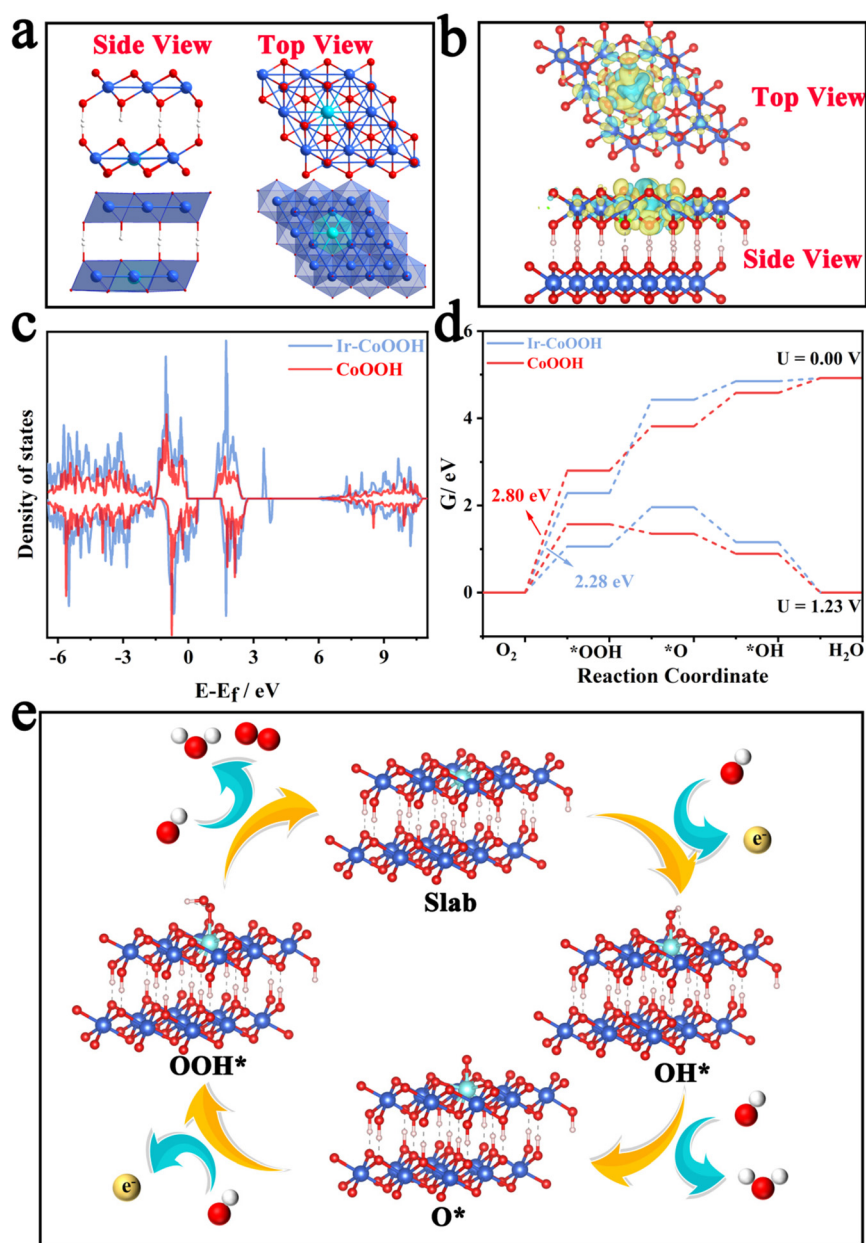 a
Side View
Top View
b
Top View
Side View
c
Ir-CoOOH
CoOOH
Density of states
-6 -3 0 3 6 9
E-Ef / eV
d
Ir-CoOOH
CoOOH
U = 0.00 V
2.80 eV
2.28 eV
U = 1.23 V
G/ eV
6
4
2
0
O₂ *OOH *O *OH H₂O
Reaction Coordinate
e
Slab
e⁻
OOH*
OH*
e⁻
O*